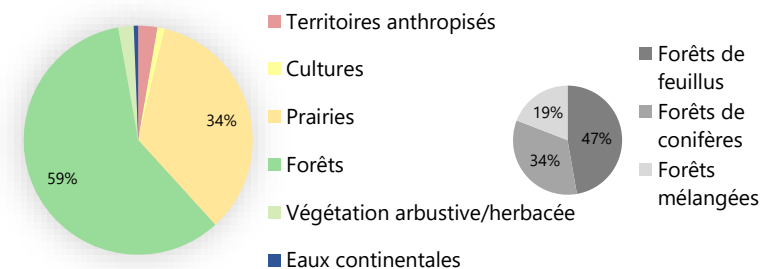 34%
59%
Territoires anthropisés
Cultures
Prairies
Forêts
Végétation arbustive/herbacée
Eaux continentales
19%
47%
34%
Forêts de
feuillus
Forêts de
conifères
Forêts
mélangées